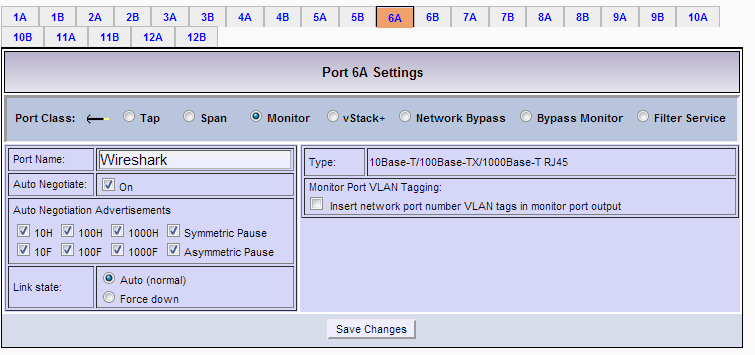 1A 1B 2A 2B 3A 3B 4A 4B 5A 5B 6A 6B 7A 7B 8A 8B 9A 9B 10A
10B 11A 11B 12A 12B
Port 6A Settings
Port Class: Tap Span Monitor vStack+ Network Bypass Bypass Monitor Filter Service
Port Name: Wireshark
Type: 10Base-T/100Base-TX/1000Base-T RJ45
Auto Negotiate: On
Monitor Port VLAN Tagging:
Insert network port number VLAN tags in monitor port output
Auto Negotiation Advertisements
10H 100H 1000H Symmetric Pause
10F 100F 1000F Asymmetric Pause
Link state: Auto (normal)
Force down
Save Changes